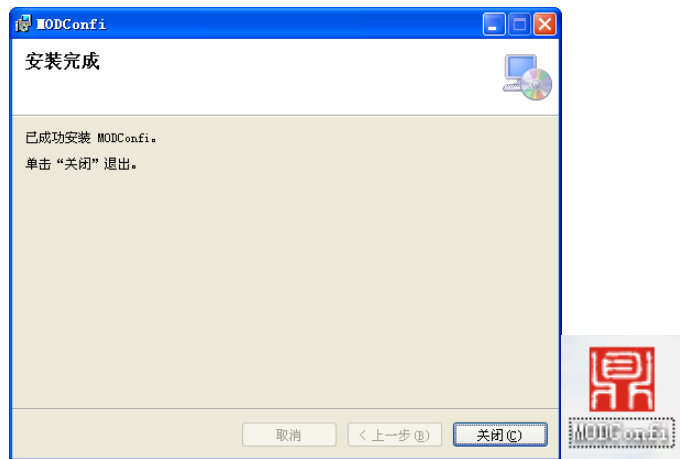 MODConfi
安装完成
已成功安装 MODConfi。
单击“关闭”退出。
取消
< 上一步(B)
关闭(C)
鼎
MODConfi